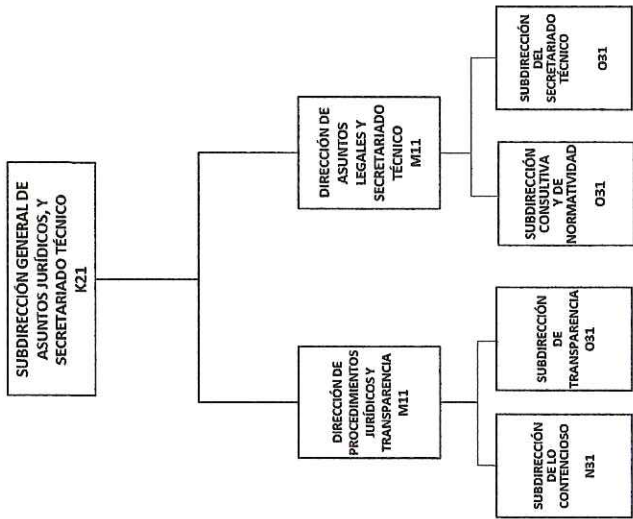 SUBDIRECCIÓN GENERAL DE
ASUNTOS JURÍDICOS, Y
SECRETARIADO TÉCNICO
K21
DIRECCIÓN DE
PROCEDIMIENTOS
JURÍDICOS Y
TRANSPARENCIA
M11
DIRECCIÓN DE
ASUNTOS
LEGALES Y
SECRETARIADO
TÉCNICO
M11
SUBDIRECCIÓN
DE LO
CONTENCIOSO
N31
SUBDIRECCIÓN
DE
TRANSPARENCIA
O31
SUBDIRECCIÓN
CONSULTIVA
Y DE
NORMATIVIDAD
O31
SUBDIRECCIÓN
DEL
SECRETARIADO
TÉCNICO
O31